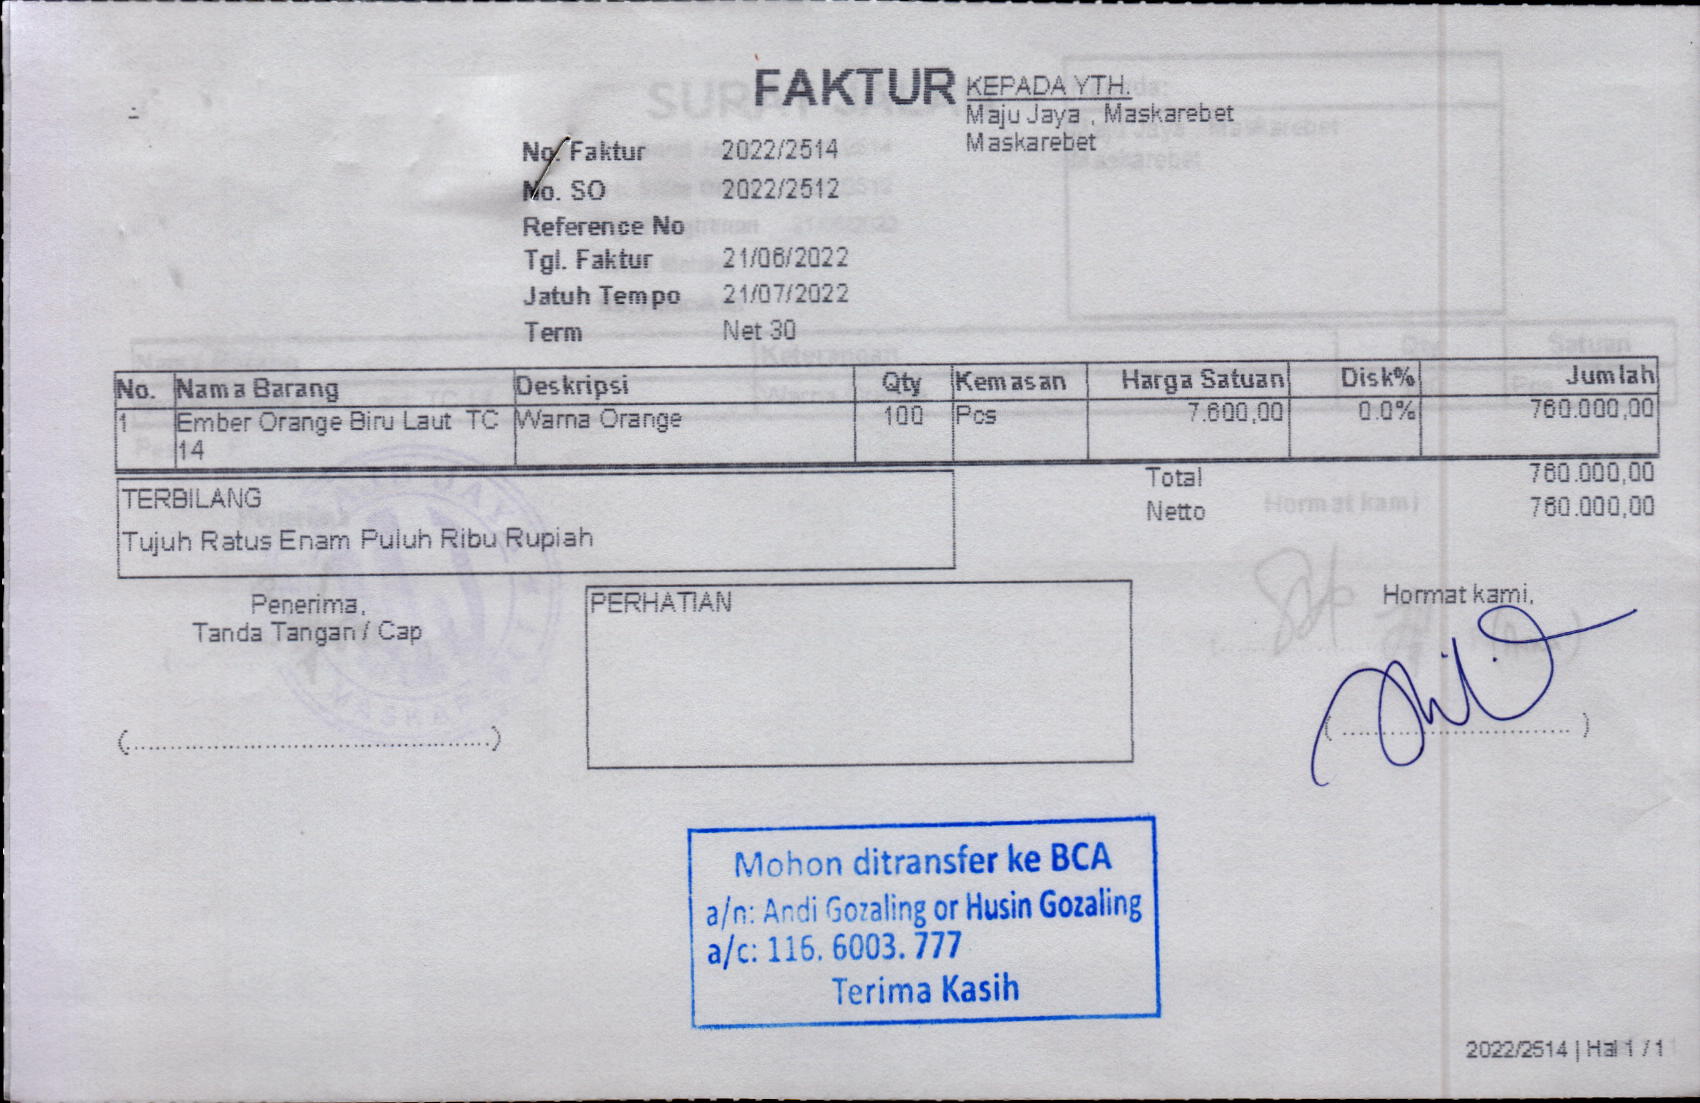 FAKTUR
KEPADA YTH.
Maju Jaya , Maskarebet
Maskarebet
No. Faktur 2022/2514
No. SO 2022/2512
Reference No
Tgl. Faktur 21/06/2022
Jatuh Tempo 21/07/2022
Term Net 30
No. Nama Barang Deskripsi Qty Kemasan Harga Satuan Disk% Jumlah
1 Ember Orange Biru Laut TC Warna Orange 100 Pcs 7.600,00 0.0% 760.000,00
14
Total 760.000,00
Netto 760.000,00
TERBILANG
Tujuh Ratus Enam Puluh Ribu Rupiah
Penerima,
Tanda Tangan / Cap
(..................................................)
PERHATIAN
Hormat kami,
(................................)
Mohon ditransfer ke BCA
a/n: Andi Gozaling or Husin Gozaling
a/c: 116. 6003. 777
Terima Kasih
2022/2514 | Hal 1 / 1